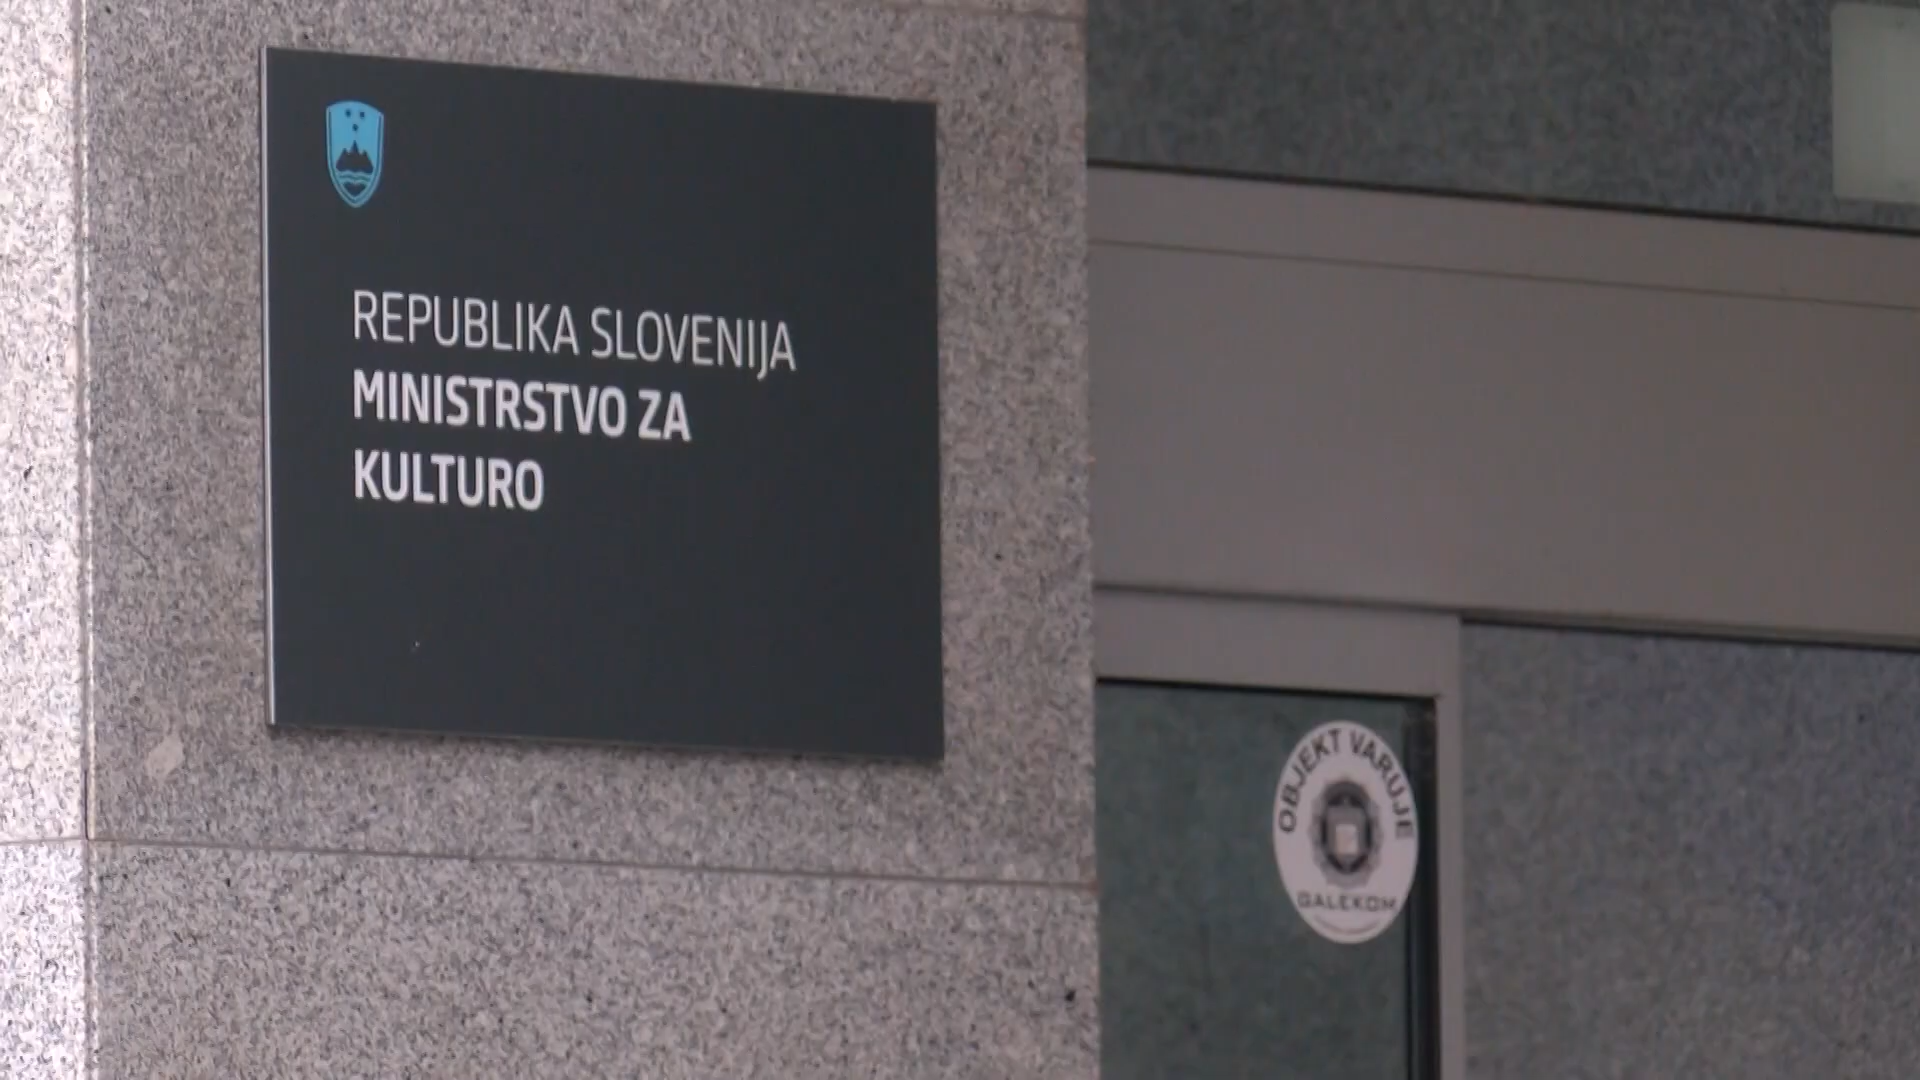 REPUBLIKA SLOVENIJA
MINISTRSTVO ZA
KULTURO
OBJEKT VARUJE
GALEKOM